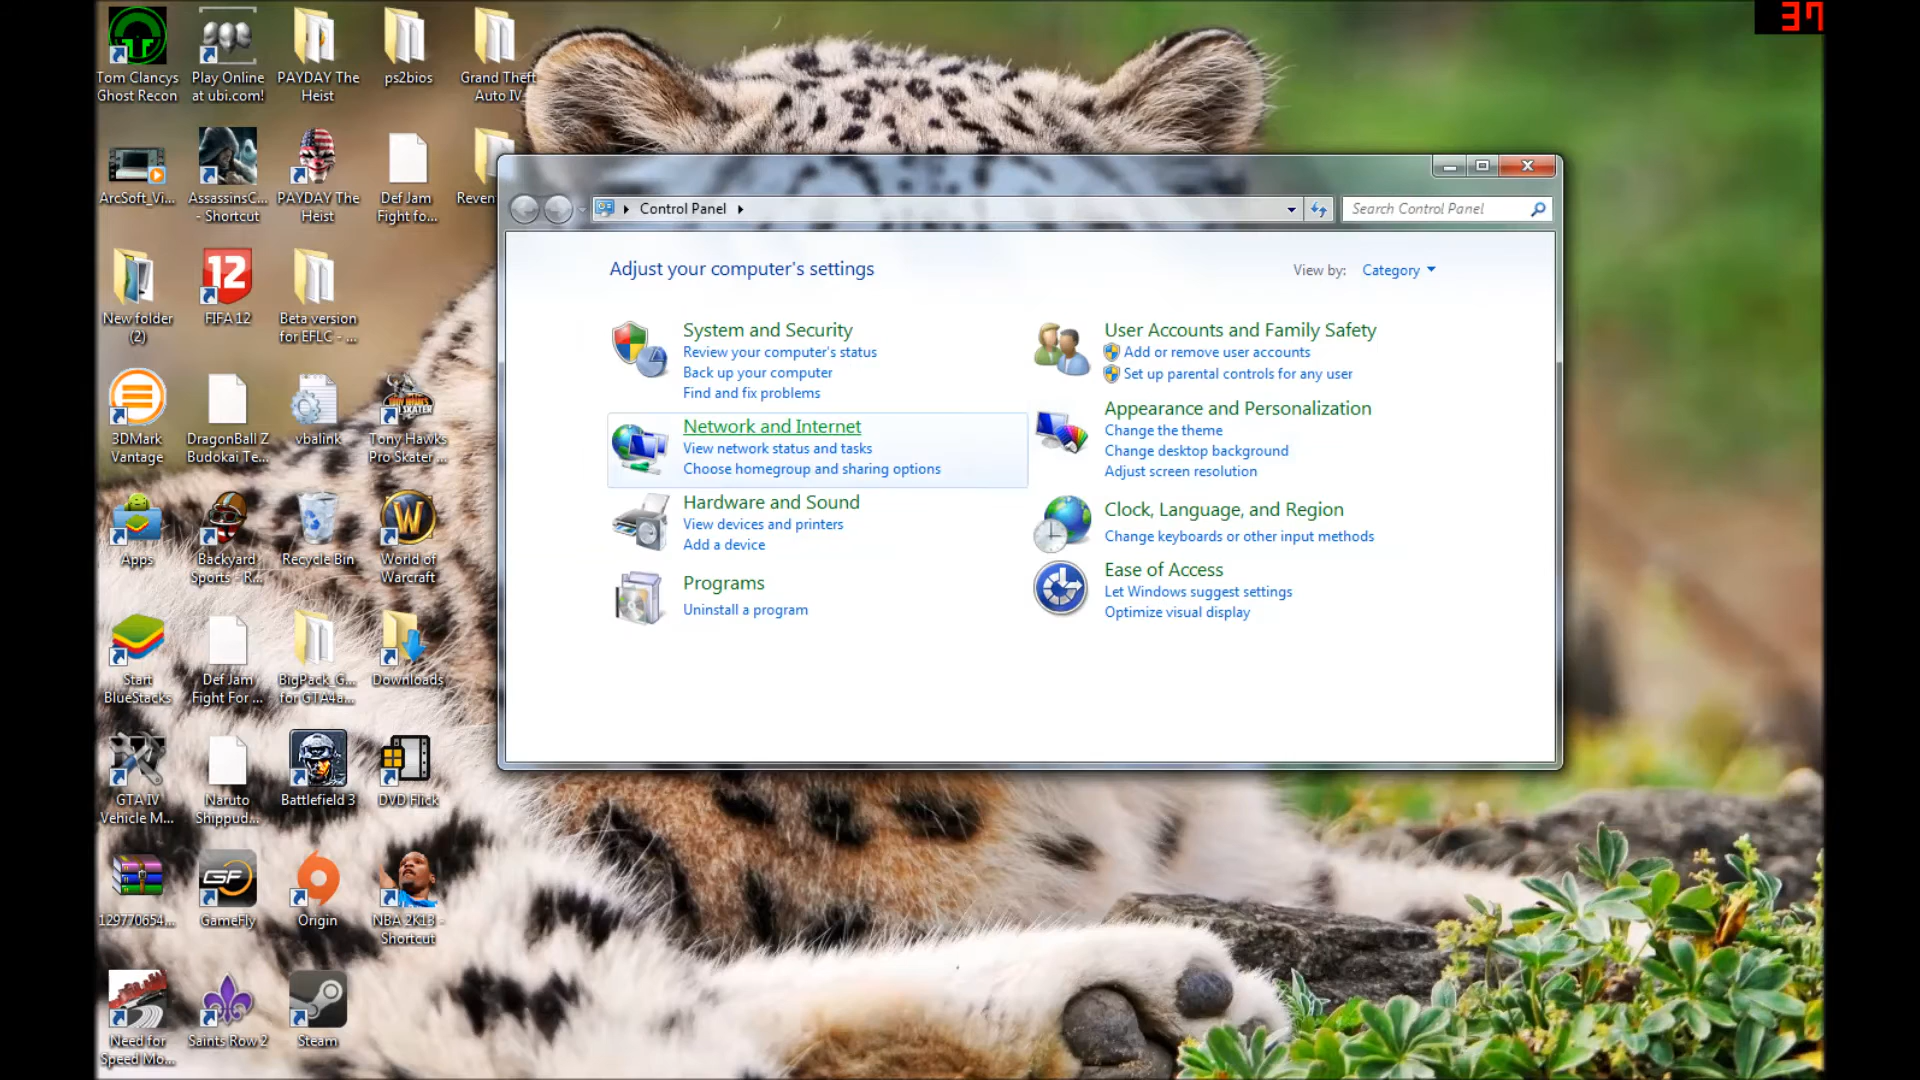 37
Tom Clancys
Ghost Recon
Play Online
at ubi.com!
PAYDAY The
Heist
ps2bios
Grand Theft
Auto IV
ArcSoft_Vi...
AssassinsC...
- Shortcut
PAYDAY The
Heist
Def Jam
Fight fo...
New folder
(2)
12
FIFA 12
Beta version
for EFLC - ...
3DMark
Vantage
DragonBall Z
Budokai Te...
vbalink
Tony Hawks
Pro Skater ...
Apps
Backyard
Sports - R...
Recycle Bin
World of
Warcraft
Start
BlueStacks
Def Jam
Fight For ...
BigPack_G...
for GTA4a...
Downloads
GTA IV
Vehicle M...
Naruto
Shippud...
Battlefield 3
DVD Flick
129770654...
GF
GameFly
Origin
NBA 2K13 -
Shortcut
Need for
Speed Mo...
Saints Row 2
Steam
Control Panel
Search Control Panel
Adjust your computer's settings
View by: Category
System and Security
Review your computer's status
Back up your computer
Find and fix problems
Network and Internet
View network status and tasks
Choose homegroup and sharing options
Hardware and Sound
View devices and printers
Add a device
Programs
Uninstall a program
User Accounts and Family Safety
Add or remove user accounts
Set up parental controls for any user
Appearance and Personalization
Change the theme
Change desktop background
Adjust screen resolution
Clock, Language, and Region
Change keyboards or other input methods
Ease of Access
Let Windows suggest settings
Optimize visual display